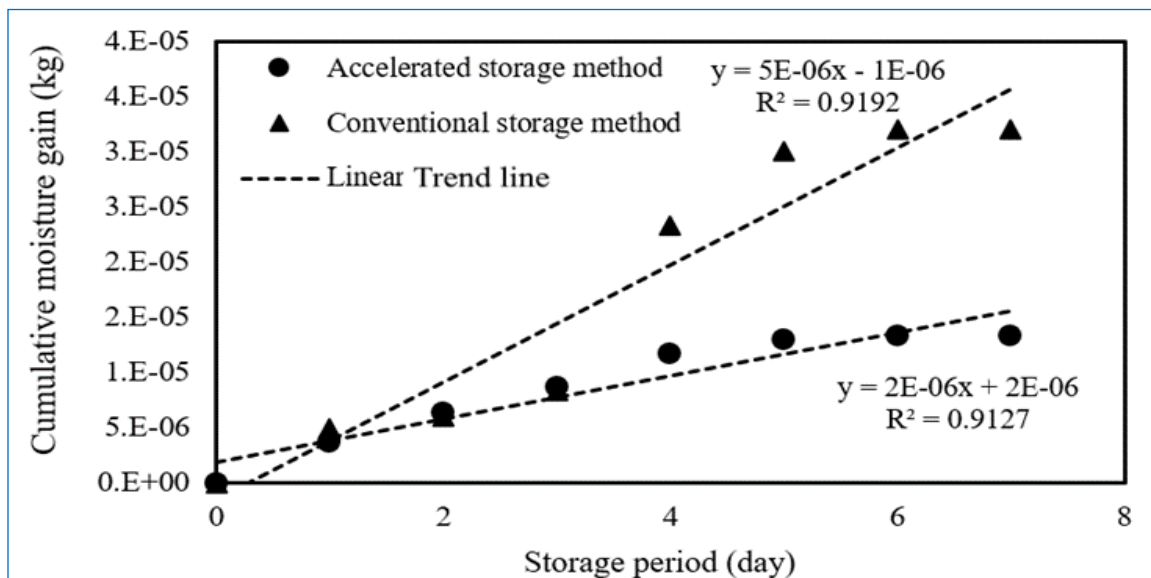 Cumulative moisture gain (kg)
4.E-05
4.E-05
3.E-05
3.E-05
2.E-05
2.E-05
1.E-05
5.E-06
0.E+00
Accelerated storage method
Conventional storage method
Linear Trend line
y = 5E-06x - 1E-06
R² = 0.9192
y = 2E-06x + 2E-06
R² = 0.9127
0 2 4 6 8
Storage period (day)